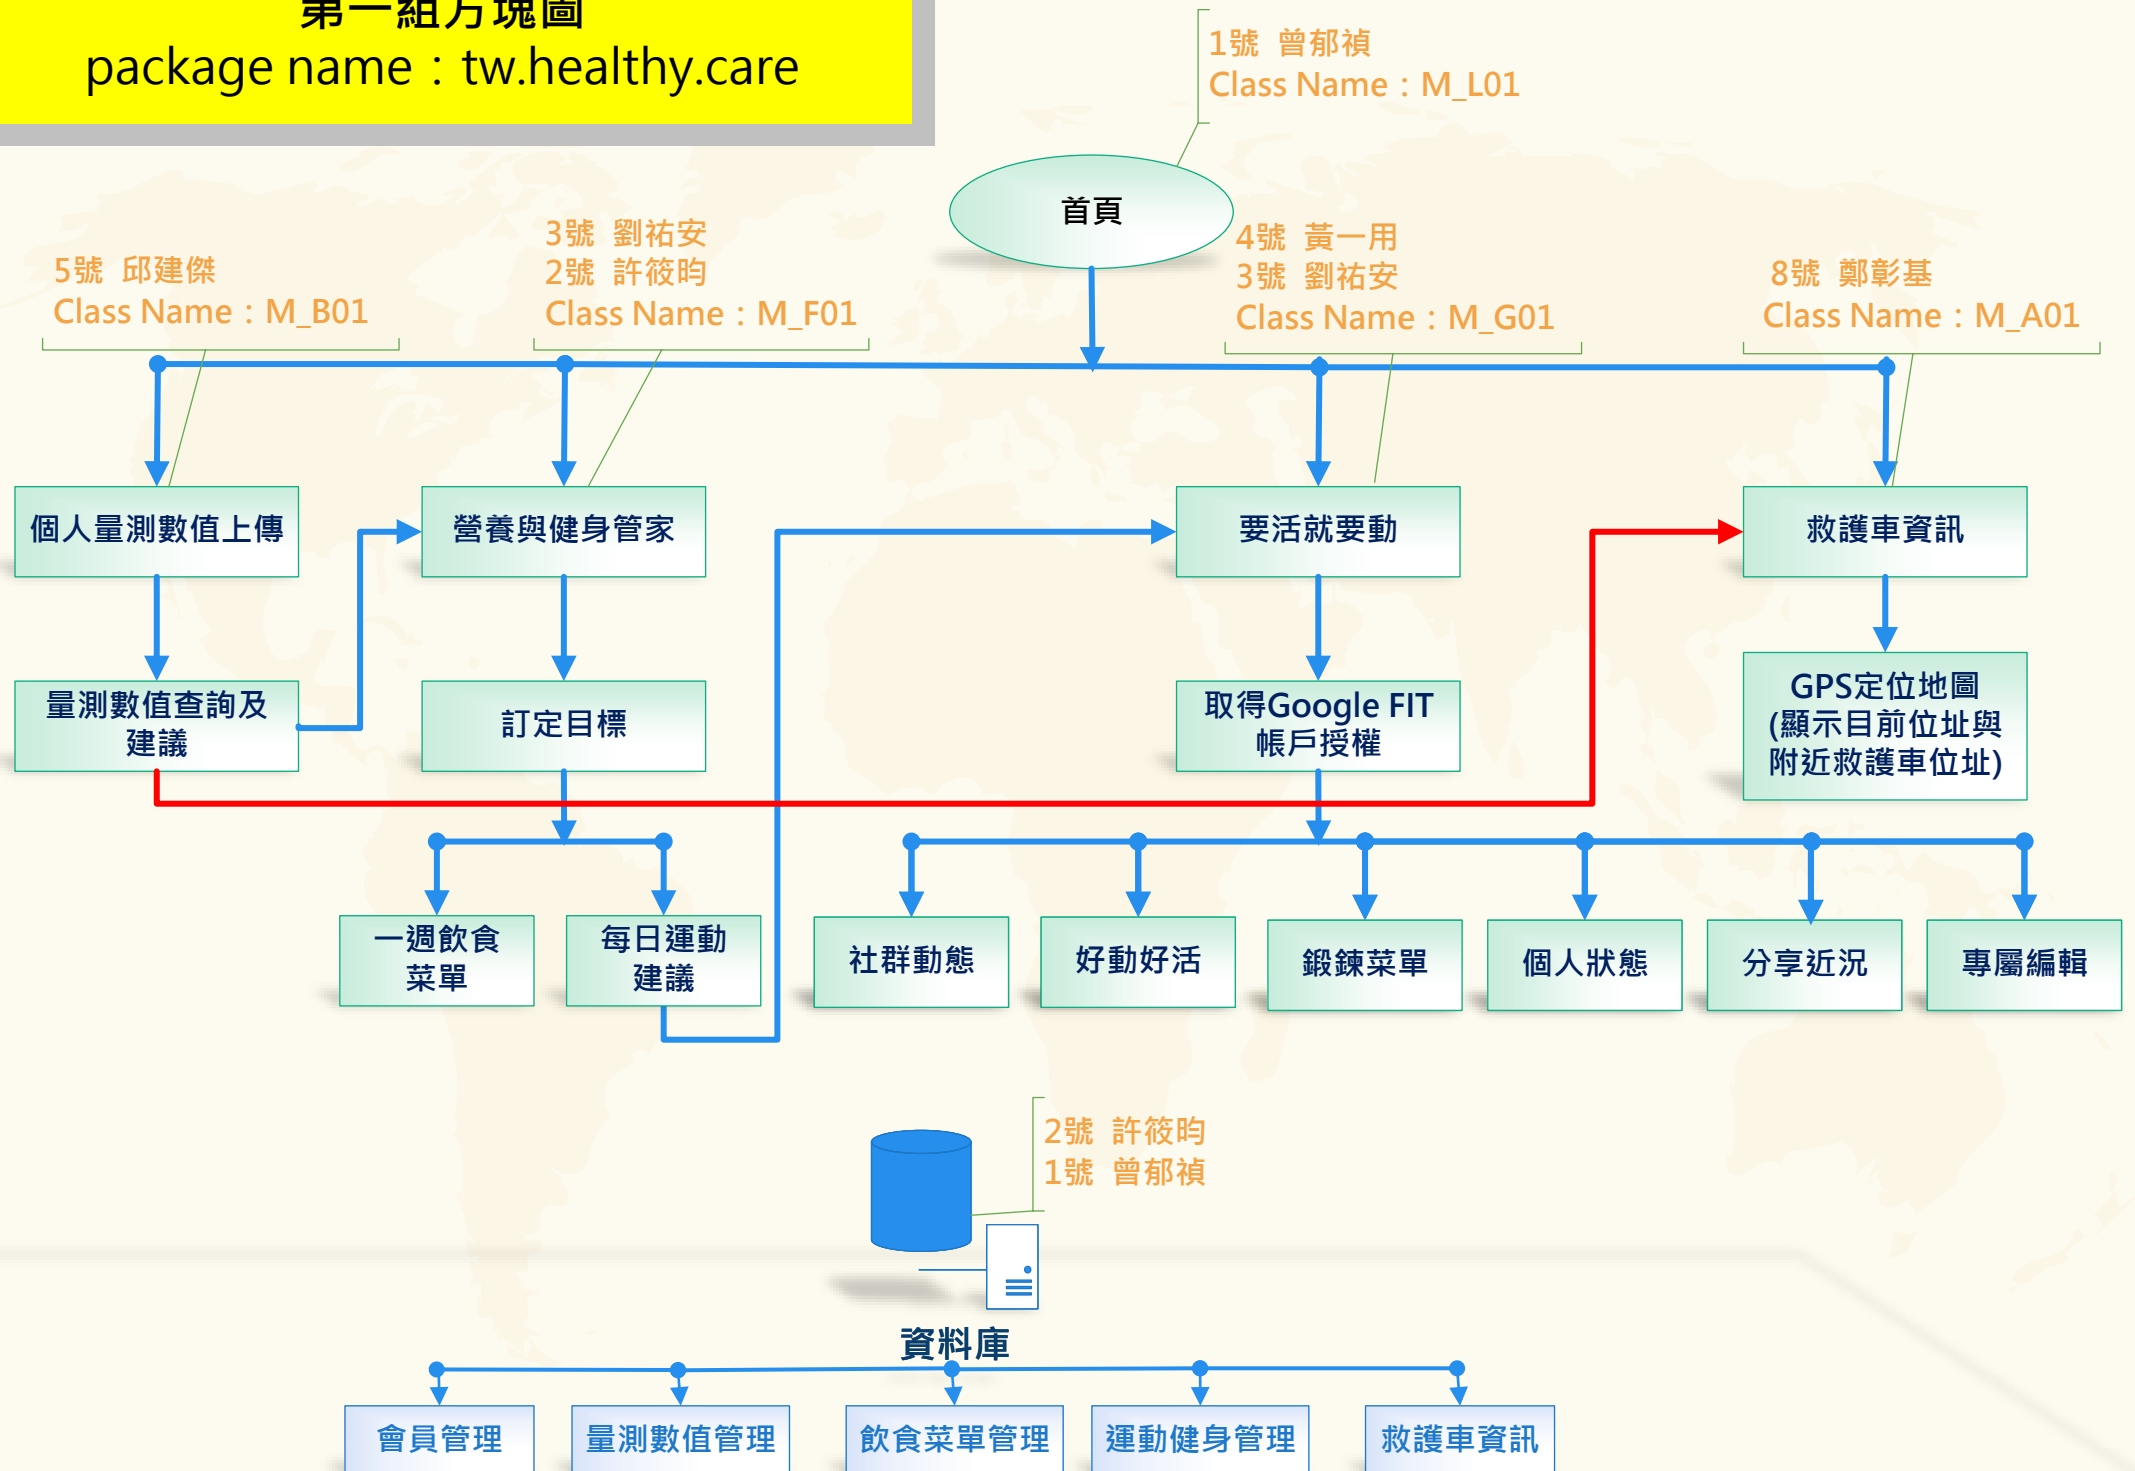 第一組方塊圖
package name：tw.healthy.care
1號 曾郁禎
Class Name：M_L01
首頁
5號 邱建傑
Class Name：M_B01
3號 劉祐安
2號 許筱昀
Class Name：M_F01
4號 黃一用
3號 劉祐安
Class Name：M_G01
8號 鄭彰基
Class Name：M_A01
個人量測數值上傳
營養與健身管家
要活就要動
救護車資訊
量測數值查詢及
建議
訂定目標
取得Google FIT
帳戶授權
GPS定位地圖
(顯示目前位址與
附近救護車位址)
一週飲食
菜單
每日運動
建議
社群動態
好動好活
鍛鍊菜單
個人狀態
分享近況
專屬編輯
2號 許筱昀
1號 曾郁禎
資料庫
會員管理
量測數值管理
飲食菜單管理
運動健身管理
救護車資訊